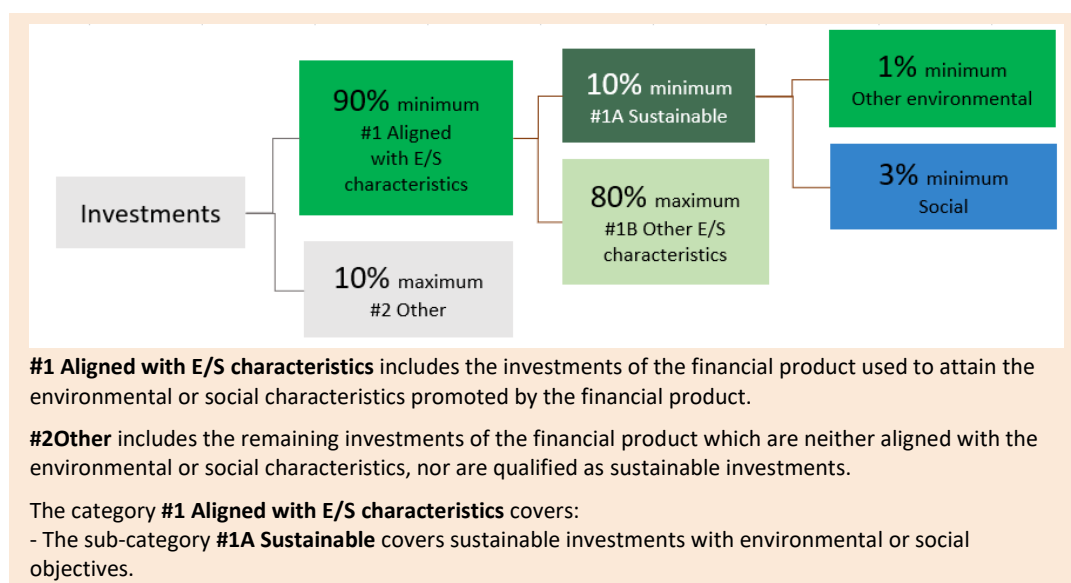 Investments
90% minimum
#1 Aligned
with E/S
characteristics
10% maximum
#2 Other
10% minimum
#1A Sustainable
80% maximum
#1B Other E/S
characteristics
1% minimum
Other environmental
3% minimum
Social
#1 Aligned with E/S characteristics includes the investments of the financial product used to attain the
environmental or social characteristics promoted by the financial product.
#2Other includes the remaining investments of the financial product which are neither aligned with the
environmental or social characteristics, nor are qualified as sustainable investments.
The category #1 Aligned with E/S characteristics covers:
- The sub-category #1A Sustainable covers sustainable investments with environmental or social
objectives.